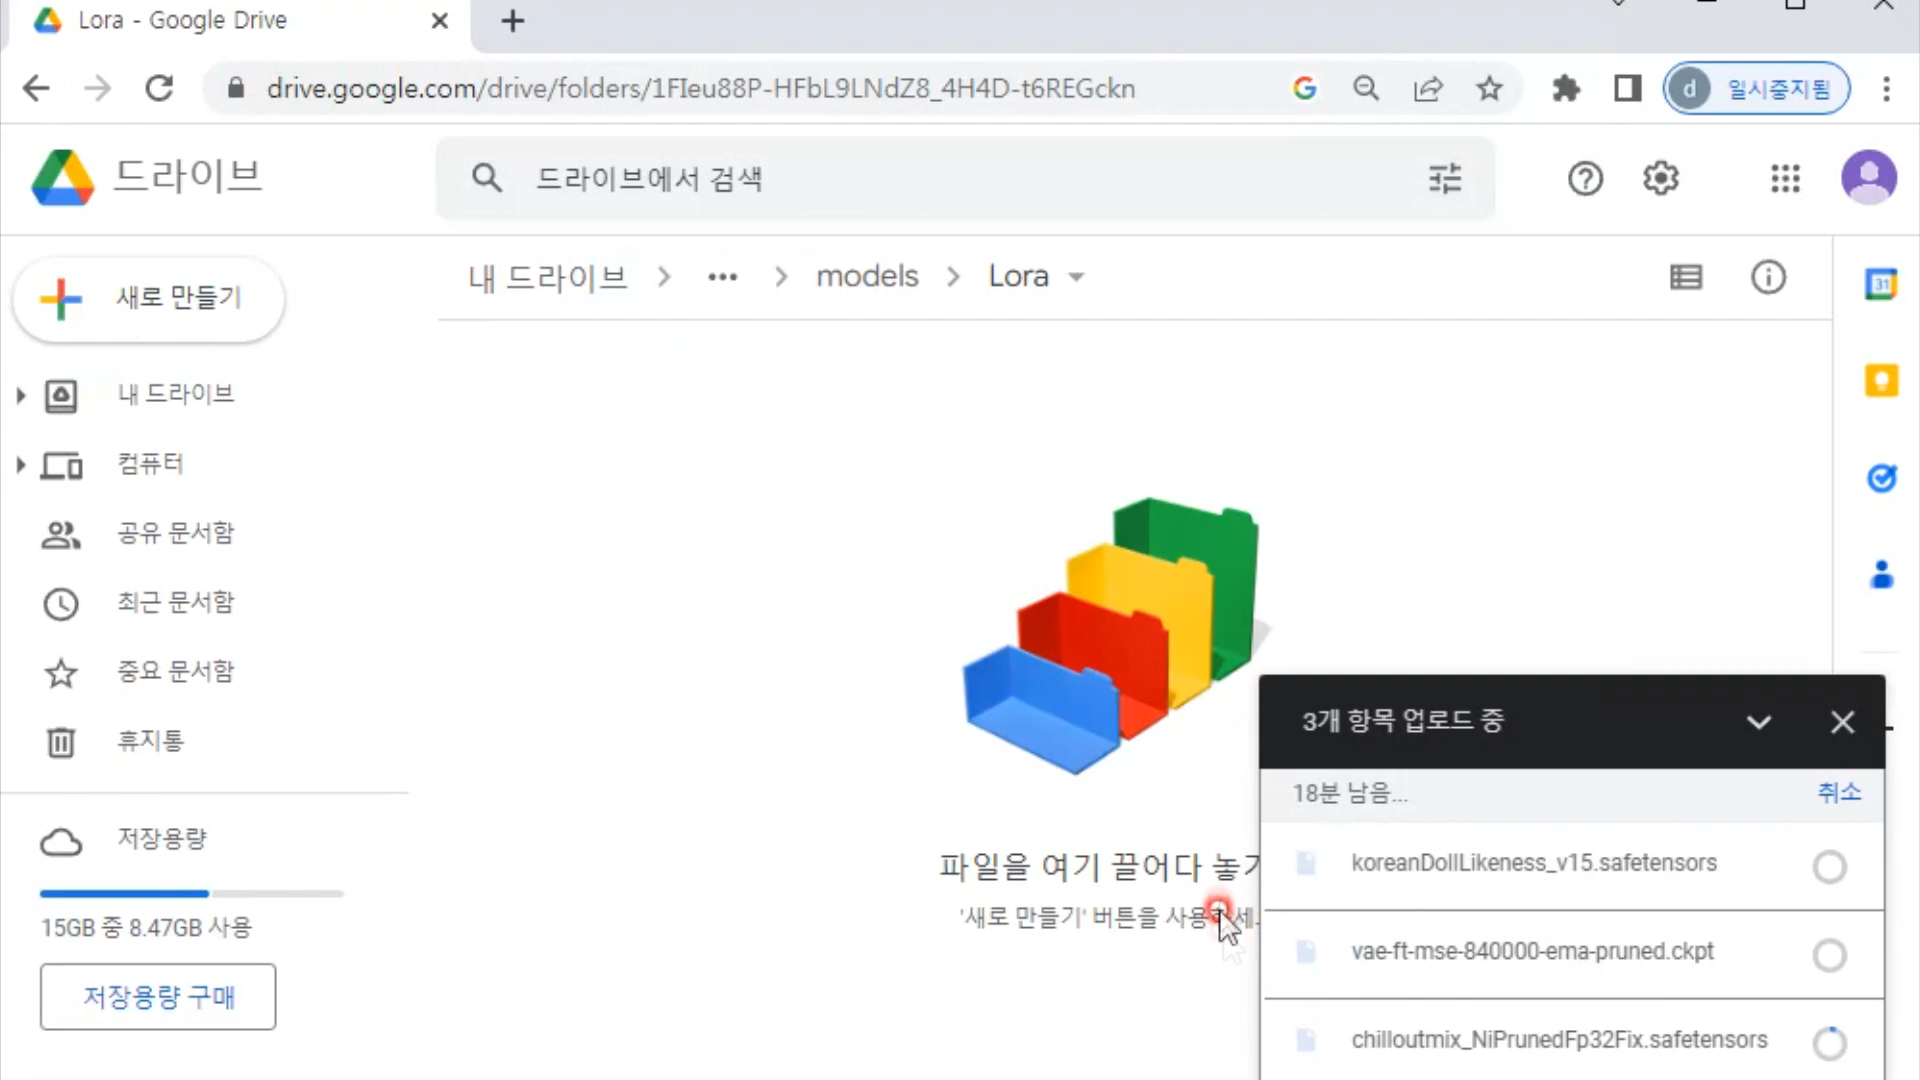 Lora - Google Drive
drive.google.com/drive/folders/1FIeu88P-HFbL9LNdZ8_4H4D-t6REGckn
d 일시중지됨
드라이브
드라이브에서 검색
새로 만들기
내 드라이브 > ••• > models > Lora
31
내 드라이브
컴퓨터
공유 문서함
최근 문서함
중요 문서함
휴지통
저장용량
15GB 중 8.47GB 사용
저장용량 구매
파일을 여기 끌어다
'새로 만들기' 버튼을
3개 항목 업로드 중
18분 남음...
취소
koreanDollLikeness_v15.safetensors
vae-ft-mse-840000-ema-pruned.ckpt
chilloutmix_NiPrunedFp32Fix.safetensors